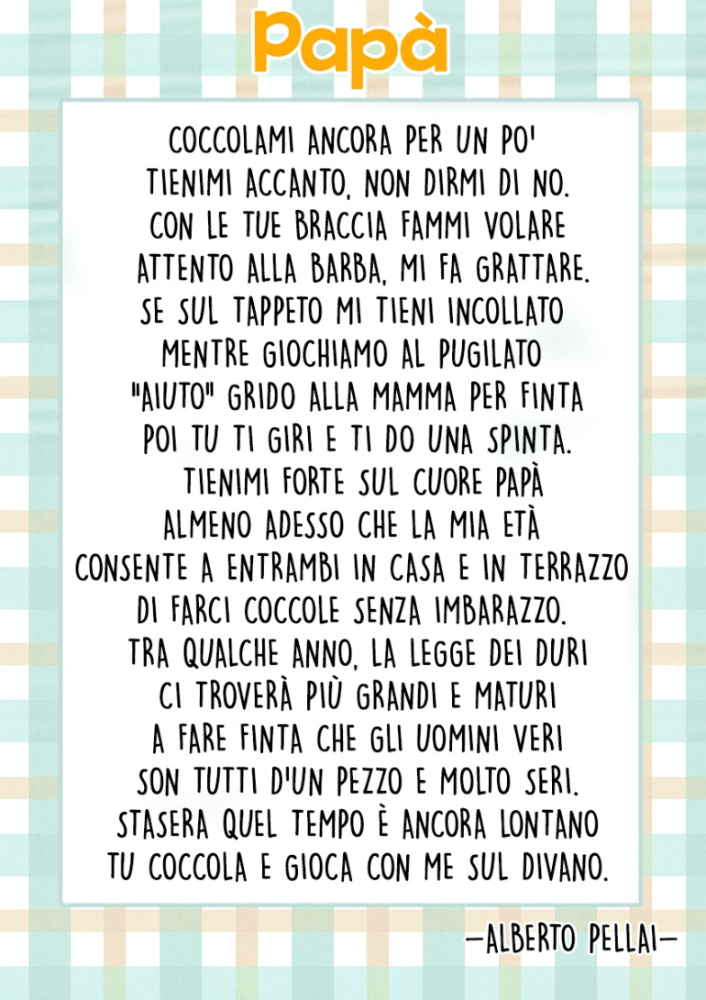 Papà
COCCOLAMI ANCORA PER UN PO'
TIENIMI ACCANTO, NON DIRMI DI NO.
CON LE TUE BRACCIA FAMMI VOLARE
ATTENTO ALLA BARBA, MI FA GRATTARE.
SE SUL TAPPETO MI TIENI INCOLLATO
MENTRE GIOCHIAMO AL PUGILATO
"AIUTO" GRIDO ALLA MAMMA PER FINTA
POI TU TI GIRI E TI DO UNA SPINTA.
TIENIMI FORTE SUL CUORE PAPÀ
ALMENO ADESSO CHE LA MIA ETÀ
CONSENTE A ENTRAMBI IN CASA E IN TERRAZZO
DI FARCI COCCOLE SENZA IMBARAZZO.
TRA QUALCHE ANNO, LA LEGGE DEI DURI
CI TROVERÀ PIÙ GRANDI E MATURI
A FARE FINTA CHE GLI UOMINI VERI
SON TUTTI D'UN PEZZO E MOLTO SERI.
STASERA QUEL TEMPO È ANCORA LONTANO
TU COCCOLA E GIOCA CON ME SUL DIVANO.
–ALBERTO PELLAI–